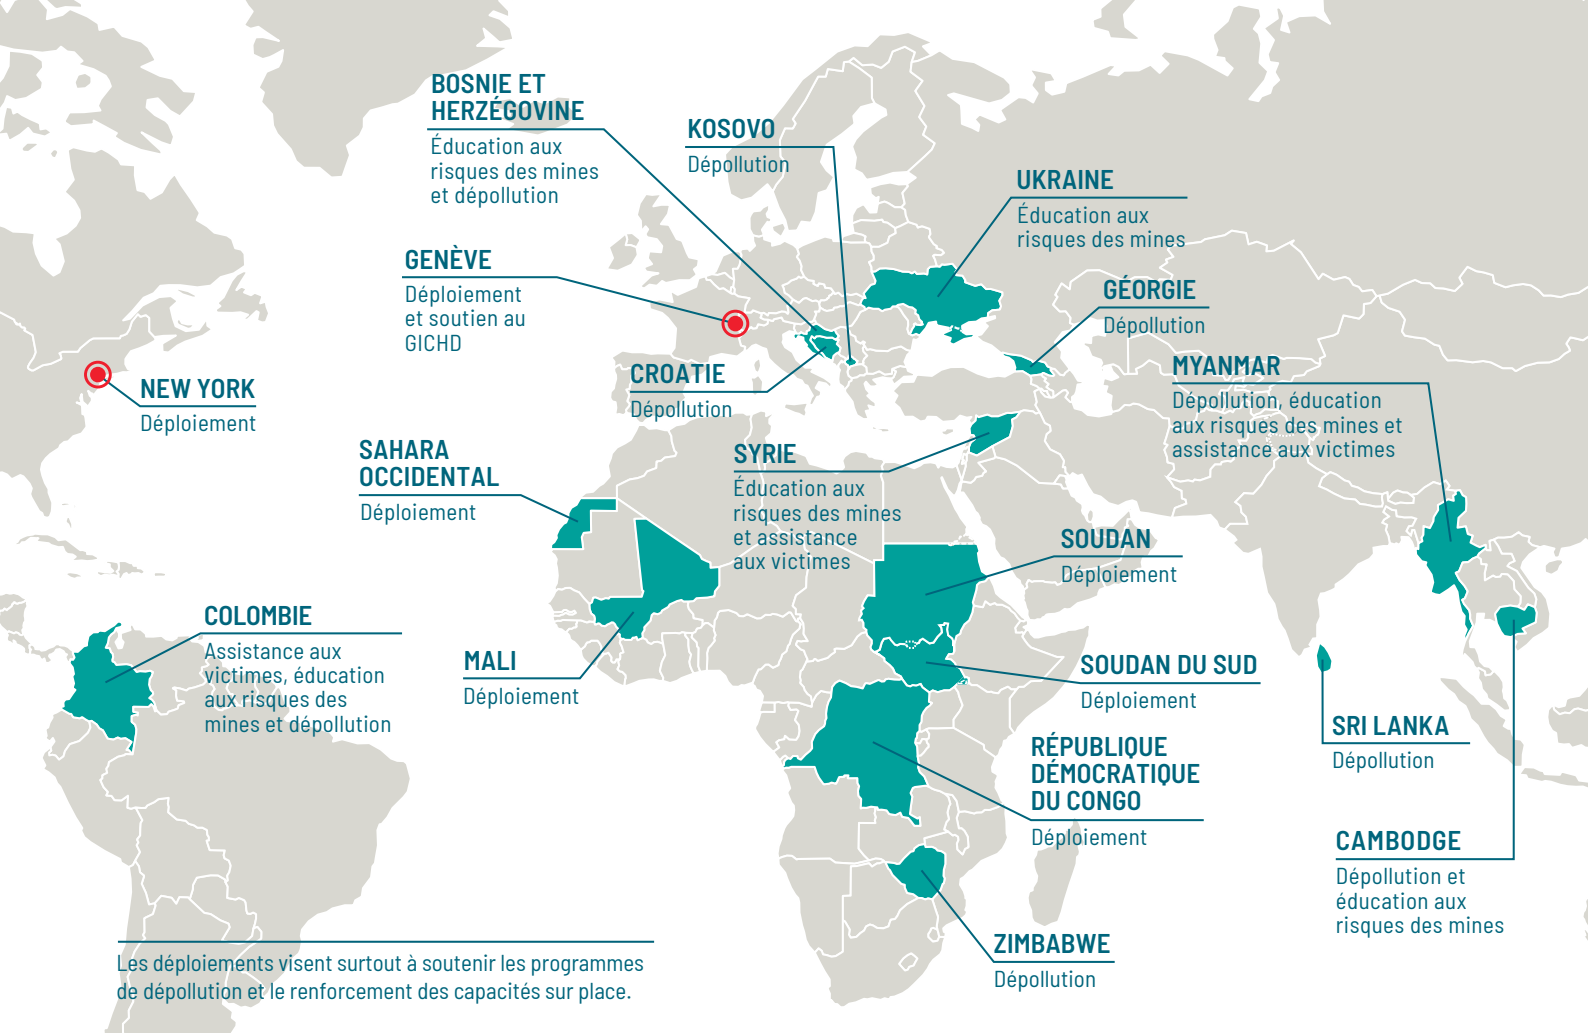 BOSNIE ET
HERZÉGOVINE
Éducation aux
risques des mines
et dépollution
KOSOVO
Dépollution
UKRAINE
Éducation aux
risques des mines
GENÈVE
Déploiement
et soutien au
GICHD
GÉORGIE
Dépollution
NEW YORK
Déploiement
CROATIE
Dépollution
MYANMAR
Dépollution, éducation
aux risques des mines et
assistance aux victimes
SAHARA
OCCIDENTAL
Déploiement
SYRIE
Éducation aux
risques des mines
et assistance
aux victimes
SOUDAN
Déploiement
COLOMBIE
Assistance aux
victimes, éducation
aux risques des
mines et dépollution
MALI
Déploiement
SOUDAN DU SUD
Déploiement
SRI LANKA
Dépollution
RÉPUBLIQUE
DÉMOCRATIQUE
DU CONGO
Déploiement
CAMBODGE
Dépollution et
éducation aux
risques des mines
ZIMBABWE
Dépollution
Les déploiements visent surtout à soutenir les programmes
de dépollution et le renforcement des capacités sur place.